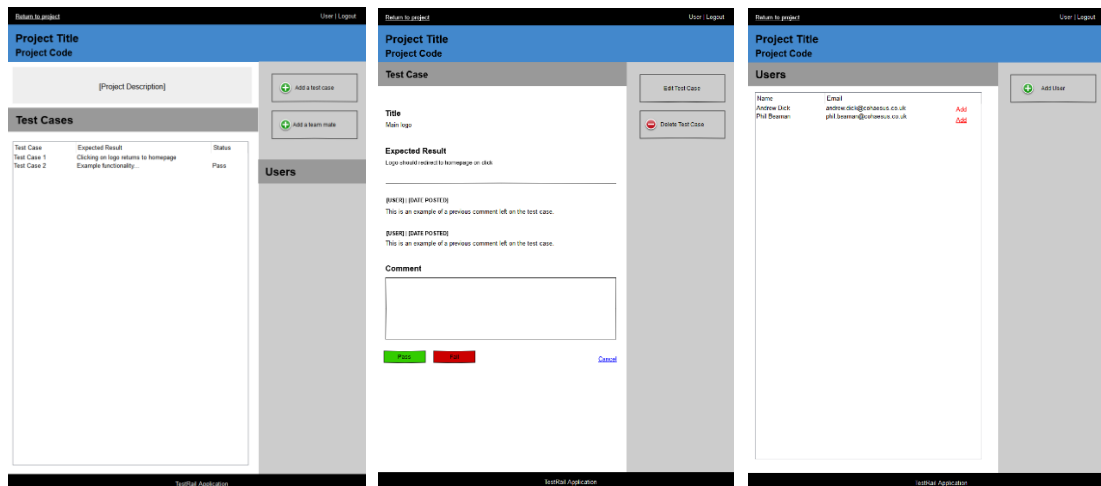 Return to project User | Logout
Project Title
Project Code
[Project Description]
Add a test case
Test Cases
Add a team mate
Test Case Expected Result Status
Test Case 1 Clicking on logo returns to homepage
Test Case 2 Example functionality... Pass
Users
TestRail Application
Return to project User | Logout
Project Title
Project Code
Test Case
Edit Test Case
Title
Main logo
Delete Test Case
Expected Result
Logo should redirect to homepage on click
[USER] | [DATE POSTED]
This is an example of a previous comment left on the test case.
[USER] | [DATE POSTED]
This is an example of a previous comment left on the test case.
Comment
Pass Fail Cancel
TestRail Application
Return to project User | Logout
Project Title
Project Code
Users
Add User
Name Email
Andrew Dick andrew.dick@cohaesus.co.uk Add
Phil Beaman phil.beaman@cohaesus.co.uk Add
TestRail Application